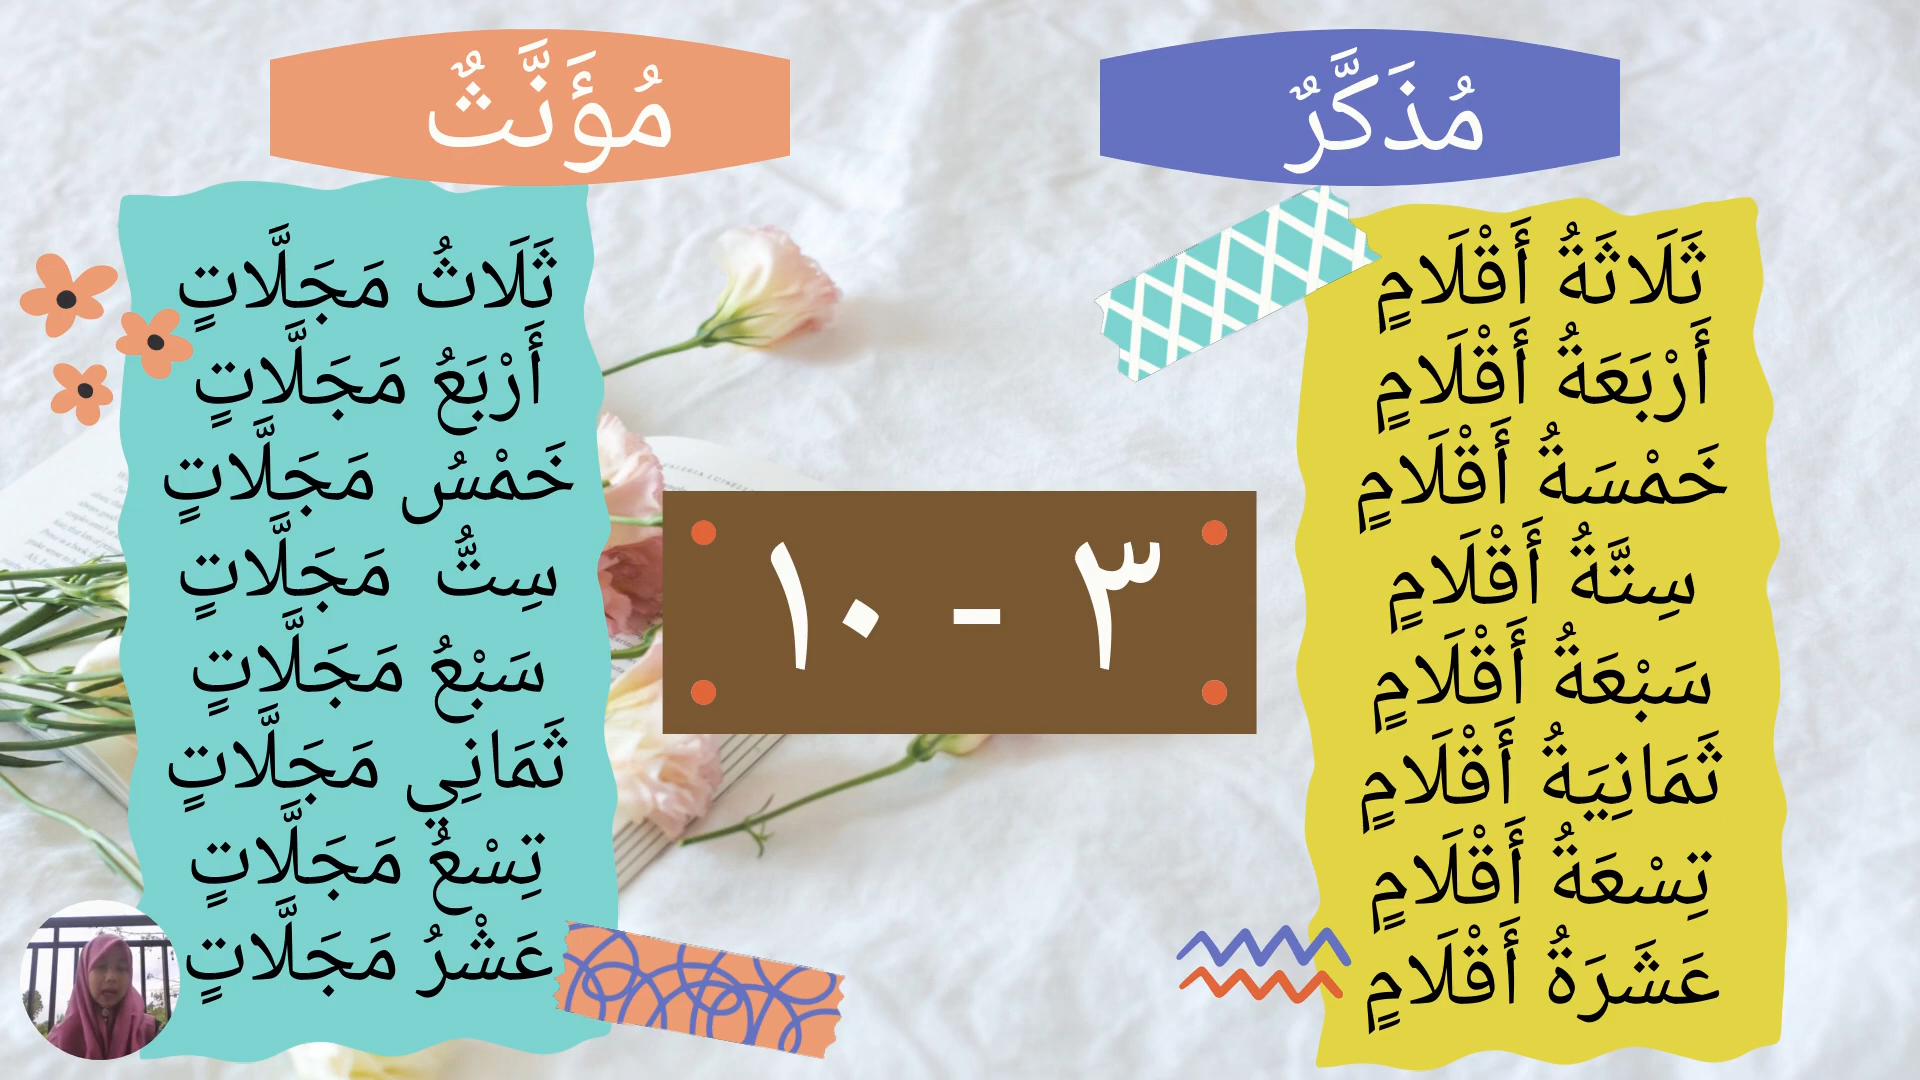 مُذَكَّرٌ
ثَلَاثَةُ أَقْلَامٍ
أَرْبَعَةُ أَقْلَامٍ
خَمْسَةُ أَقْلَامٍ
سِتَّةُ أَقْلَامٍ
سَبْعَةُ أَقْلَامٍ
ثَمَانِيَةُ أَقْلَامٍ
تِسْعَةُ أَقْلَامٍ
عَشَرَةُ أَقْلَامٍ
٣ - ١٠
مُؤَنَّثٌ
ثَلَاثُ مَجَلَّاتٍ
أَرْبَعُ مَجَلَّاتٍ
خَمْسُ مَجَلَّاتٍ
سِتُّ مَجَلَّاتٍ
سَبْعُ مَجَلَّاتٍ
ثَمَانِي مَجَلَّاتٍ
تِسْعُ مَجَلَّاتٍ
عَشْرُ مَجَلَّاتٍ